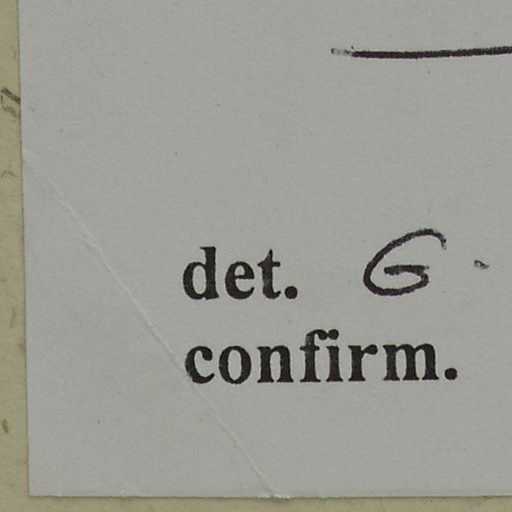 det. G.
confirm.